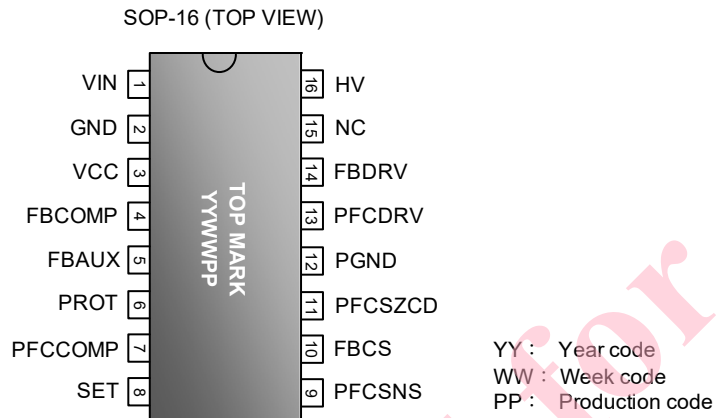 SOP-16 (TOP VIEW)
VIN 1
GND 2
VCC 3
FBCOMP 4
FBAUX 5
PROT 6
PFCCOMP 7
SET 8
16 HV
15 NC
14 FBDRV
13 PFCDRV
12 PGND
11 PFCSZCD
10 FBCS
9 PFCSNS
TOP MARK
YYWWPP
YY : Year code
WW : Week code
PP : Production code
for